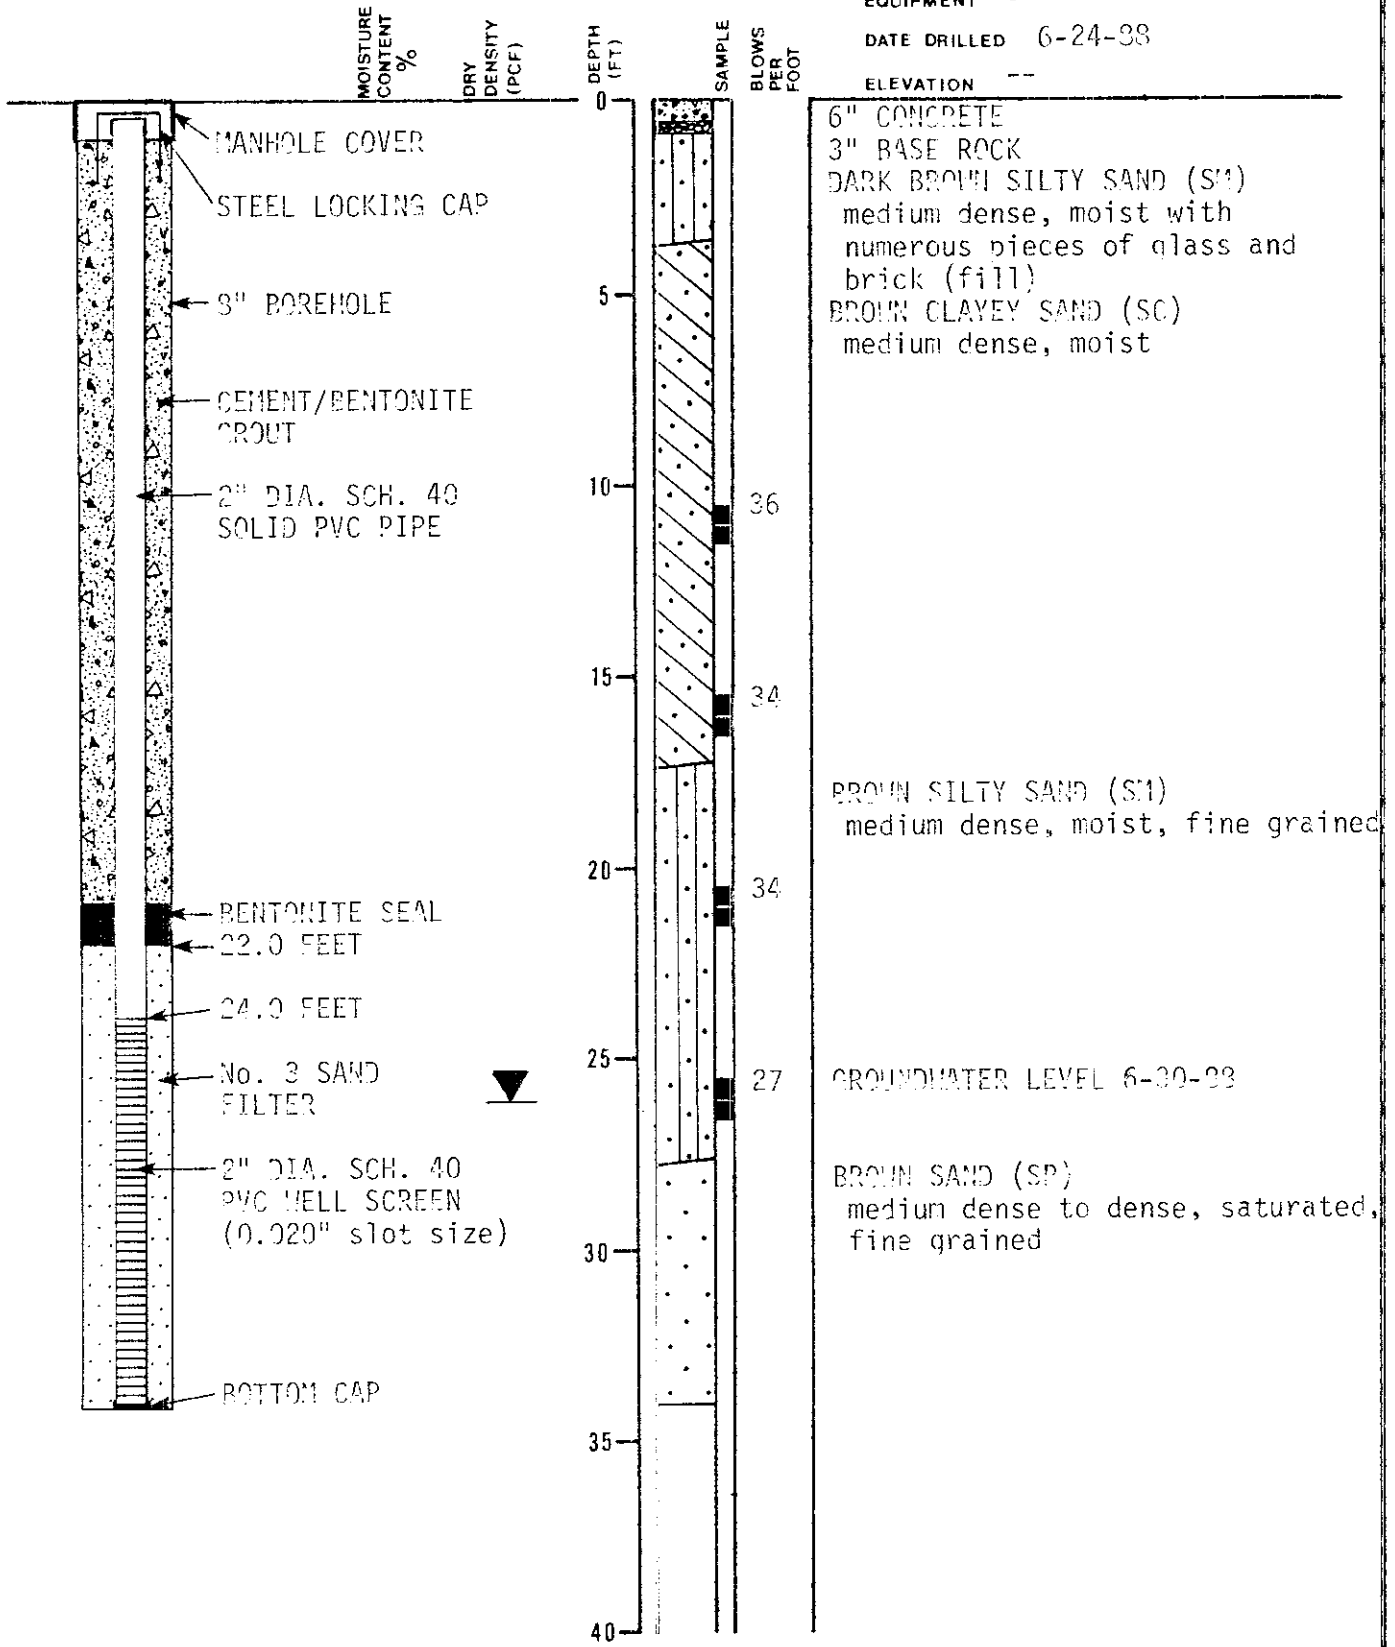 EQUIPMENT
DATE DRILLED 6-24-88
ELEVATION --
MOISTURE CONTENT %
DRY DENSITY (PCF)
DEPTH (FT)
SAMPLE
BLOWS PER FOOT
0
5
10
15
20
25
30
35
40
MANHOLE COVER
STEEL LOCKING CAP
8" BOREHOLE
CEMENT/BENTONITE
GROUT
2" DIA. SCH. 40
SOLID PVC PIPE
BENTONITE SEAL
22.0 FEET
24.0 FEET
No. 3 SAND
FILTER
2" DIA. SCH. 40
PVC WELL SCREEN
(0.020" slot size)
BOTTOM CAP
36
34
34
27
6" CONCRETE
3" BASE ROCK
DARK BROWN SILTY SAND (SM)
medium dense, moist with
numerous pieces of glass and
brick (fill)
BROWN CLAYEY SAND (SC)
medium dense, moist
BROWN SILTY SAND (SM)
medium dense, moist, fine grained
GROUNDWATER LEVEL 6-30-88
BROWN SAND (SP)
medium dense to dense, saturated,
fine grained